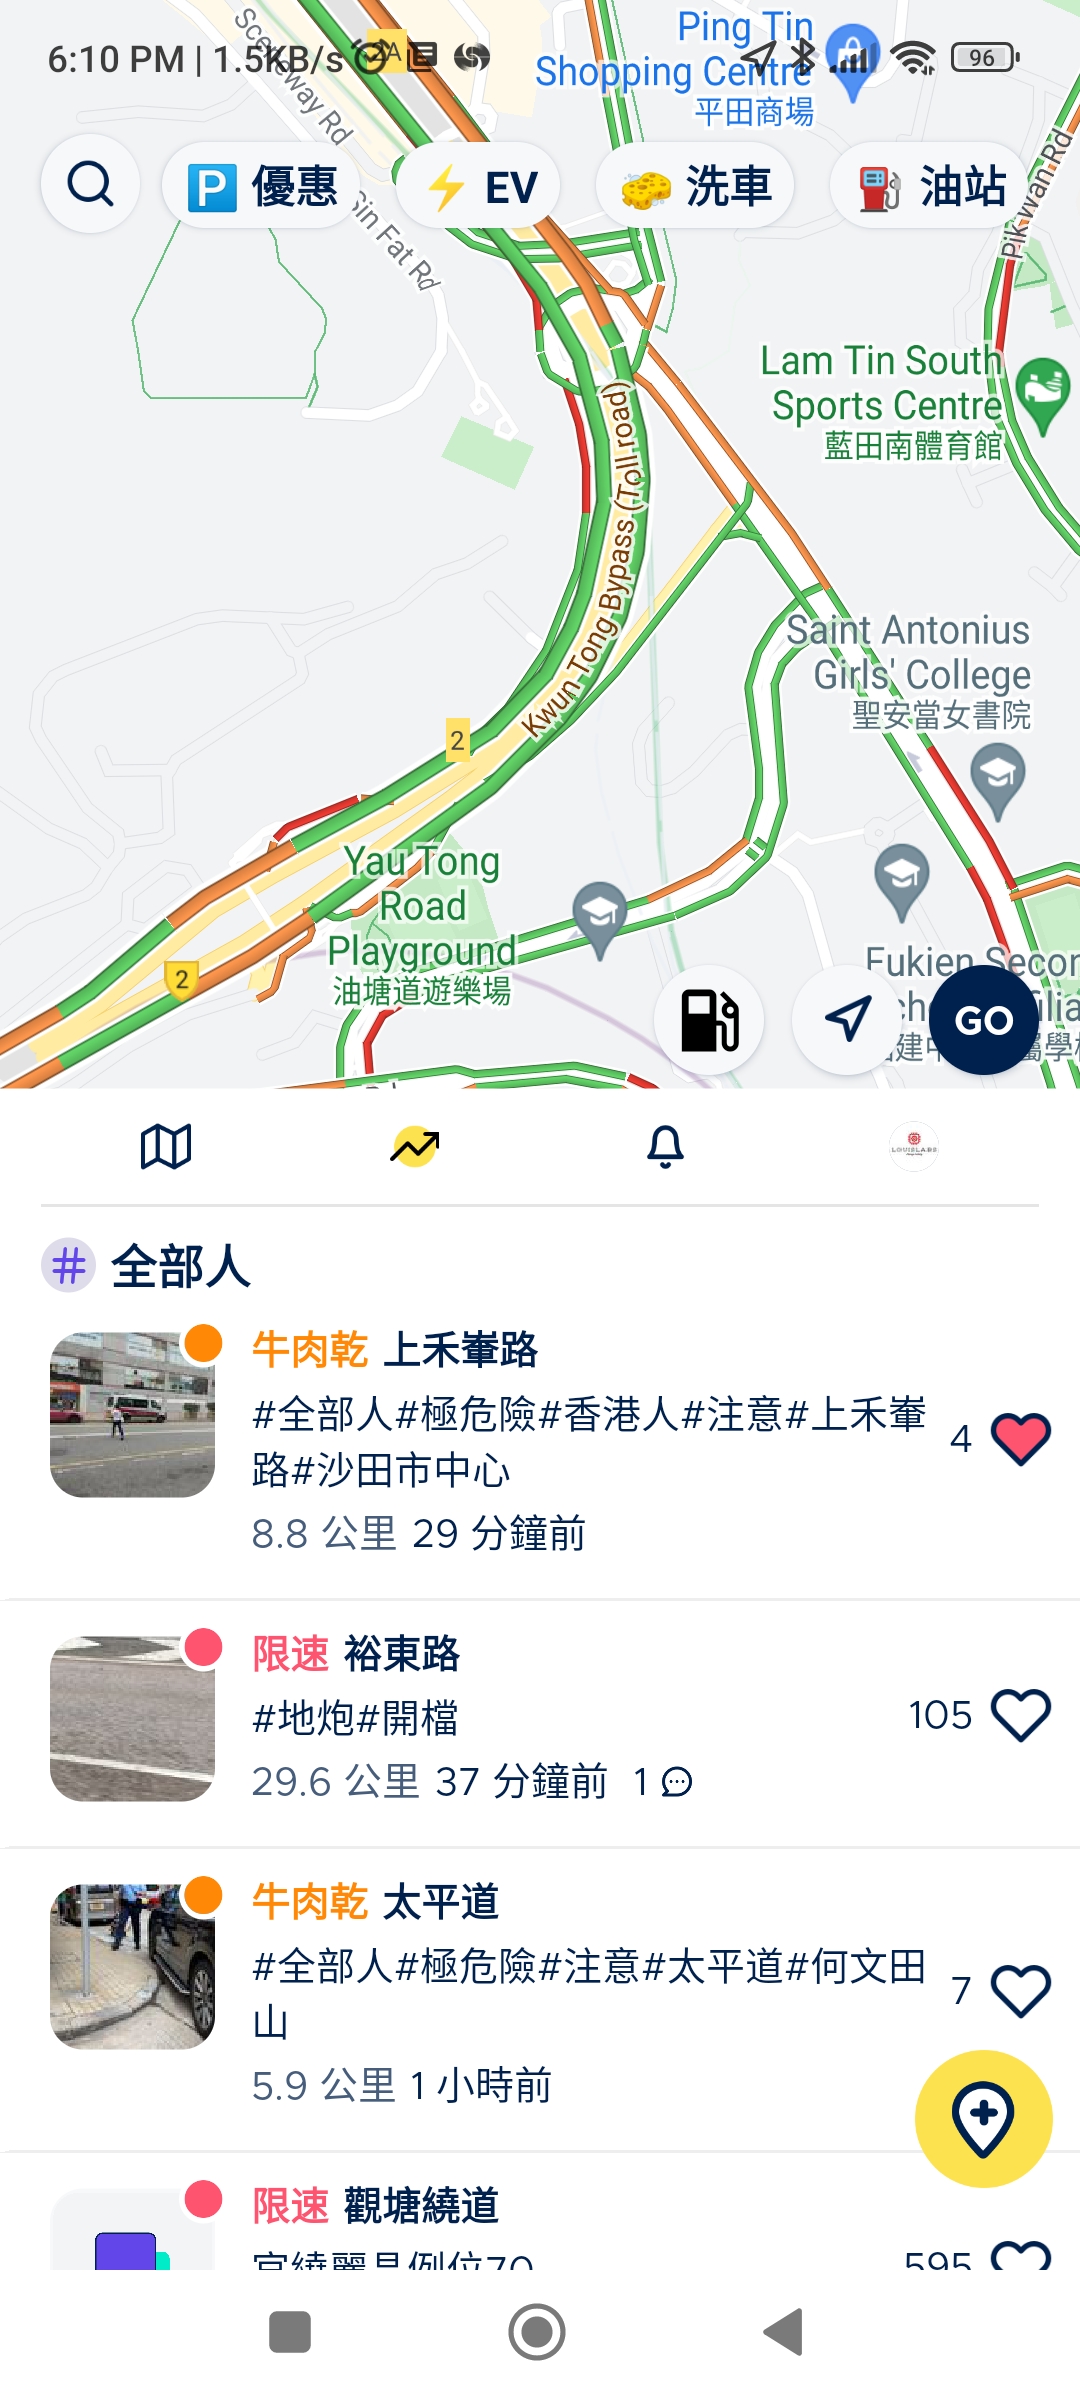 6:10 PM | 1.5KB/s
2A
96
Ping Tin
Shopping Centre
平田商場
Sceneway Rd
優惠
EV
洗車
油站
Sin Fat Rd
Pik Wan Rd
Lam Tin South
Sports Centre
藍田南體育館
Kwun Tong Bypass (Toll road)
Saint Antonius
Girls' College
聖安當女書院
2
Yau Tong
Road
Playground
油塘道遊樂場
2
Fukien Secon
GO
LOUISLABS
# 全部人
牛肉乾 上禾輋路
#全部人#極危險#香港人#注意#上禾輋
路#沙田市中心
4
8.8 公里 29 分鐘前
限速 裕東路
#地炮#開檔
105
29.6 公里 37 分鐘前 1
牛肉乾 太平道
#全部人#極危險#注意#太平道#何文田
山
7
5.9 公里 1 小時前
限速 觀塘繞道
595